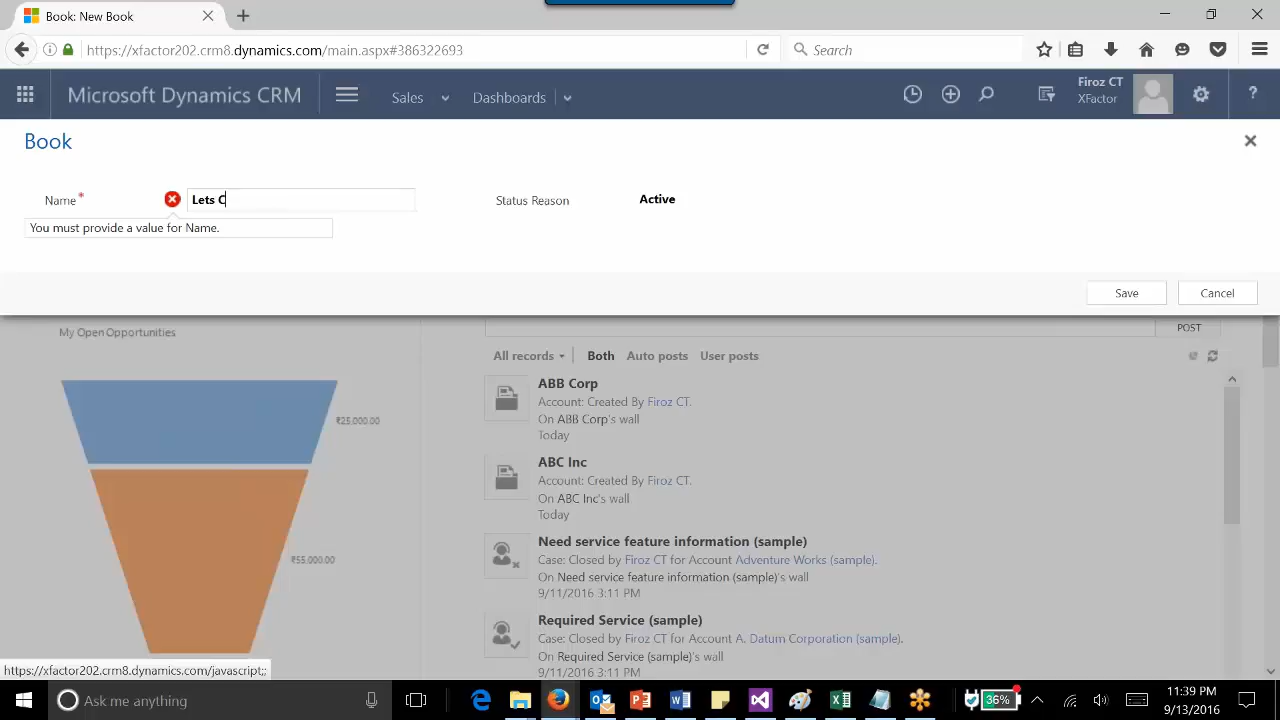 Book: New Book
https://xfactor202.crm8.dynamics.com/main.aspx#386322693
Search
Microsoft Dynamics CRM
Sales
Dashboards
Firoz CT
XFactor
?
Book
Name*
Lets C
Status Reason
Active
You must provide a value for Name.
Save
Cancel
My Open Opportunities
POST
All records
Both
Auto posts
User posts
₹25,000.00
₹55,000.00
ABB Corp
Account: Created By Firoz CT.
On ABB Corp's wall
Today
ABC Inc
Account: Created By Firoz CT.
On ABC Inc's wall
Today
Need service feature information (sample)
Case: Closed by Firoz CT for Account Adventure Works (sample).
On Need service feature information (sample)'s wall
9/11/2016 3:11 PM
Required Service (sample)
Case: Closed by Firoz CT for Account A. Datum Corporation (sample).
On Required Service (sample)'s wall
9/11/2016 3:11 PM
https://xfactor202.crm8.dynamics.com/javascript:;
Ask me anything
36%
11:39 PM
9/13/2016